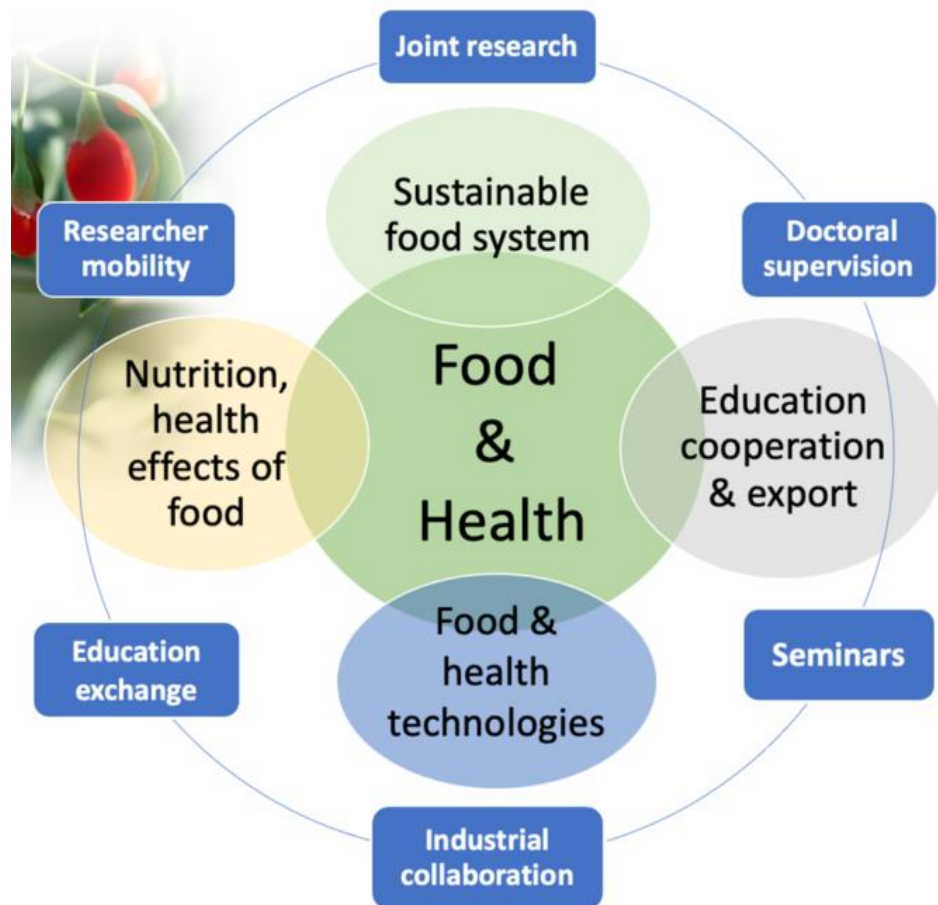 Joint research
Sustainable
food system
Researcher
mobility
Doctoral
supervision
Nutrition,
health
effects of
food
Food
&
Health
Education
cooperation
& export
Food &
health
technologies
Education
exchange
Seminars
Industrial
collaboration